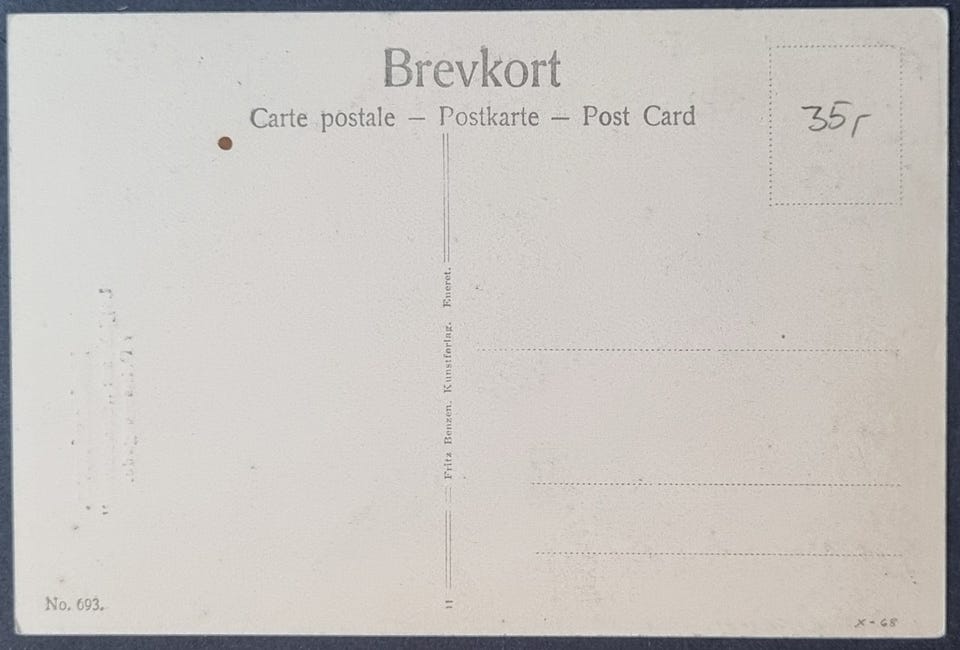 Brevkort
Carte postale — Postkarte — Post Card
35r
Fritz Benzen. Kunstforlag. Eneret.
No. 693.
x-68